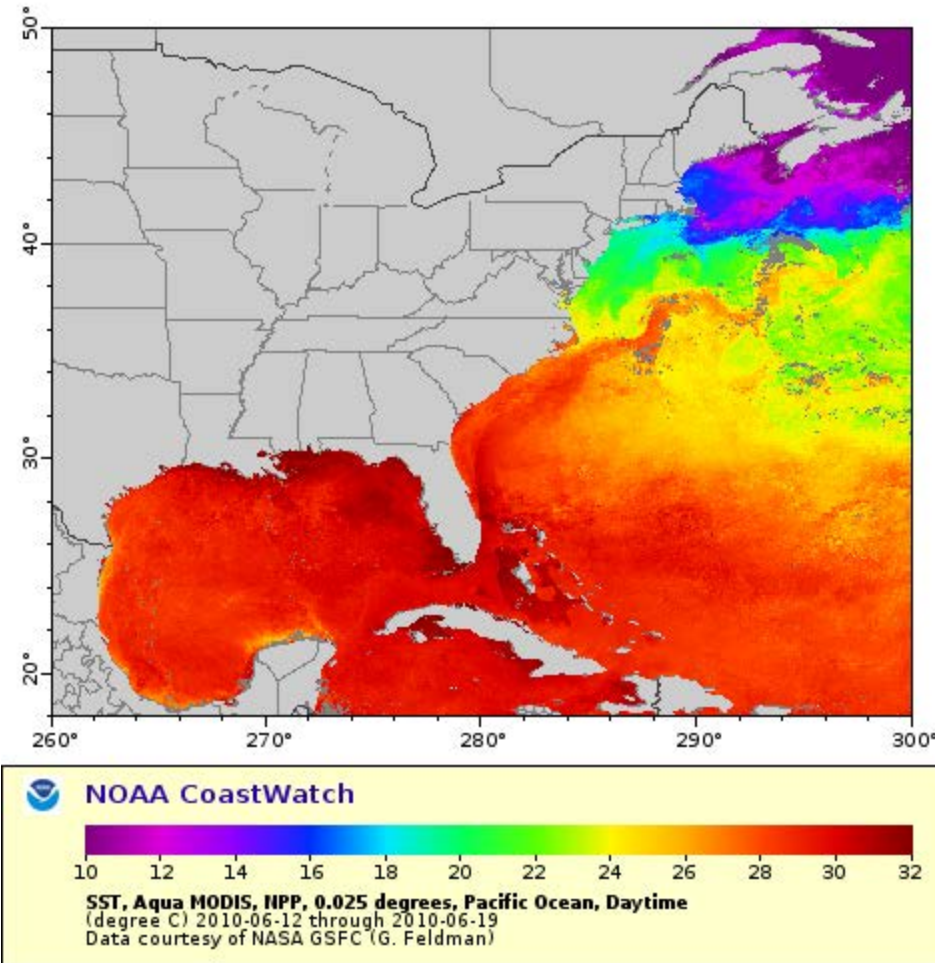 50°
40°
30°
20°
260° 270° 280° 290° 300°
NOAA CoastWatch
10 12 14 16 18 20 22 24 26 28 30 32
SST, Aqua MODIS, NPP, 0.025 degrees, Pacific Ocean, Daytime
(degree C) 2010-06-12 through 2010-06-19
Data courtesy of NASA GSFC (G. Feldman)